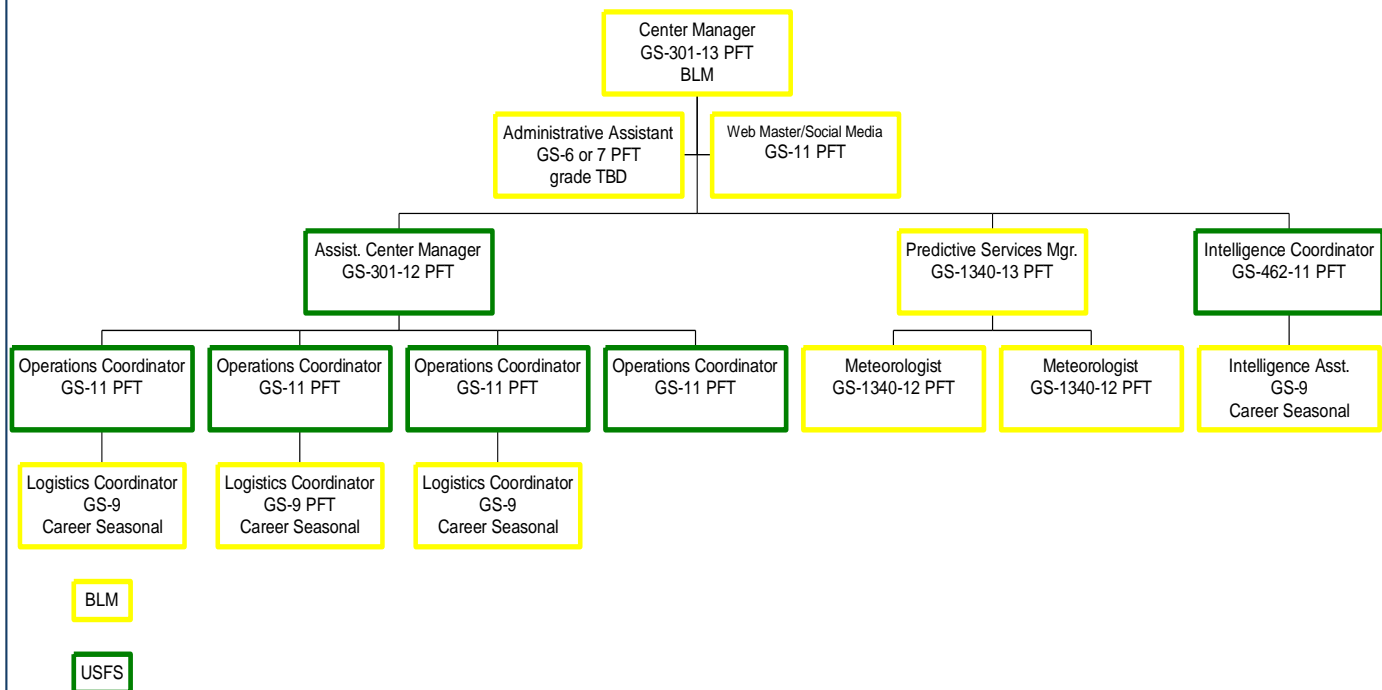 Center Manager
GS-301-13 PFT
BLM
Administrative Assistant
GS-6 or 7 PFT
grade TBD
Web Master/Social Media
GS-11 PFT
Assist. Center Manager
GS-301-12 PFT
Predictive Services Mgr.
GS-1340-13 PFT
Intelligence Coordinator
GS-462-11 PFT
Operations Coordinator
GS-11 PFT
Operations Coordinator
GS-11 PFT
Operations Coordinator
GS-11 PFT
Operations Coordinator
GS-11 PFT
Meteorologist
GS-1340-12 PFT
Meteorologist
GS-1340-12 PFT
Intelligence Asst.
GS-9
Career Seasonal
Logistics Coordinator
GS-9
Career Seasonal
Logistics Coordinator
GS-9 PFT
Career Seasonal
Logistics Coordinator
GS-9
Career Seasonal
BLM
USFS